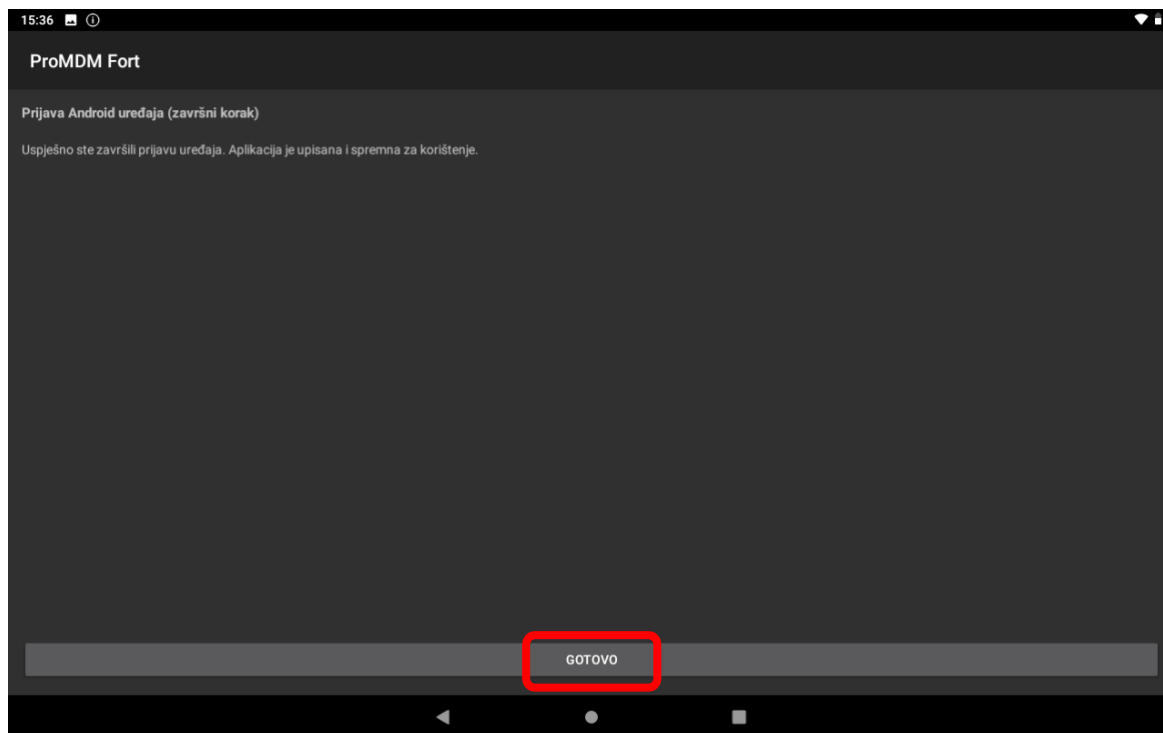 15:36
ProMDM Fort
Prijava Android uređaja (završni korak)
Uspješno ste završili prijavu uređaja. Aplikacija je upisana i spremna za korištenje.
GOTOVO